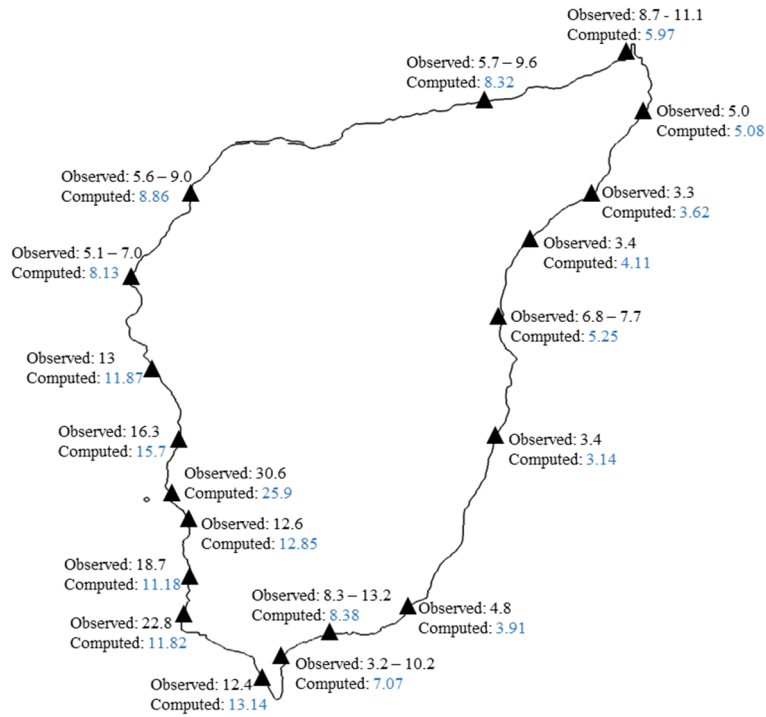 Observed: 8.7 - 11.1
Computed: 5.97
Observed: 5.7 – 9.6
Computed: 8.32
Observed: 5.0
Computed: 5.08
Observed: 5.6 – 9.0
Computed: 8.86
Observed: 3.3
Computed: 3.62
Observed: 3.4
Computed: 4.11
Observed: 5.1 – 7.0
Computed: 8.13
Observed: 6.8 – 7.7
Computed: 5.25
Observed: 13
Computed: 11.87
Observed: 16.3
Computed: 15.7
Observed: 3.4
Computed: 3.14
Observed: 30.6
Computed: 25.9
Observed: 12.6
Computed: 12.85
Observed: 18.7
Computed: 11.18
Observed: 8.3 – 13.2
Computed: 8.38
Observed: 4.8
Computed: 3.91
Observed: 22.8
Computed: 11.82
Observed: 3.2 – 10.2
Computed: 7.07
Observed: 12.4
Computed: 13.14